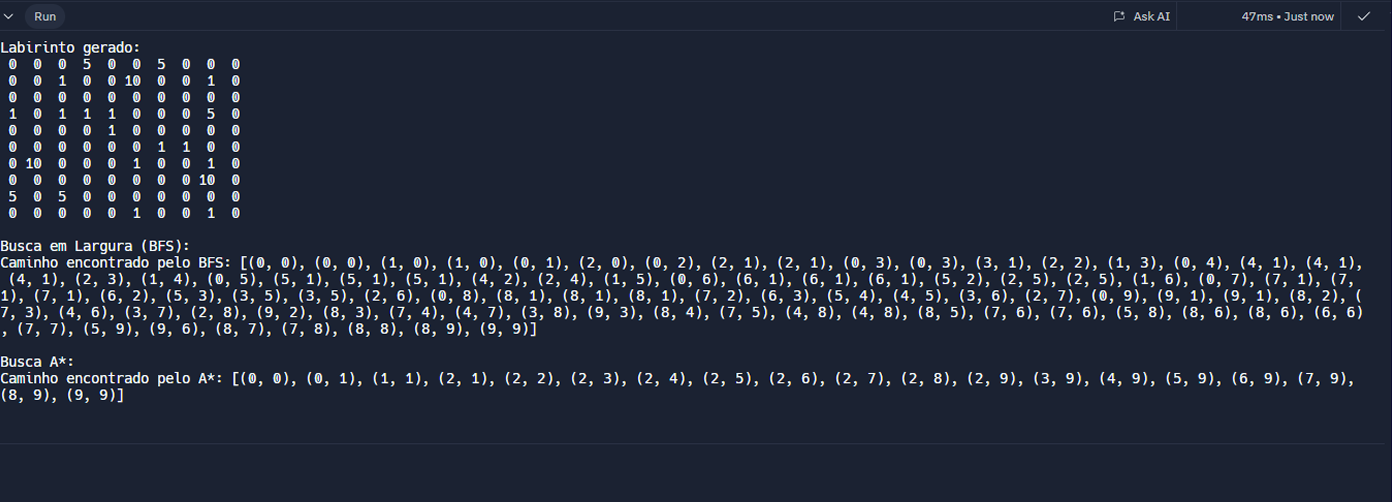 Run
Ask AI
47ms • Just now
Labirinto gerado:
0 0 0 5 0 0 5 0 0 0
0 0 1 0 0 10 0 0 1 0
0 0 0 0 0 0 0 0 0 0
1 0 1 1 1 0 0 0 5 0
0 0 0 0 1 0 0 0 0 0
0 0 0 0 0 0 1 1 0 0
0 10 0 0 0 1 0 0 1 0
0 0 0 0 0 0 0 0 10 0
5 0 5 0 0 0 0 0 0 0
0 0 0 0 0 1 0 0 1 0
Busca em Largura (BFS):
Caminho encontrado pelo BFS: [(0, 0), (0, 0), (1, 0), (1, 0), (0, 1), (2, 0), (0, 2), (2, 1), (2, 1), (0, 3), (0, 3), (3, 1), (2, 2), (1, 3), (0, 4), (4, 1), (4, 1),
(4, 1), (2, 3), (1, 4), (0, 5), (5, 1), (5, 1), (5, 1), (4, 2), (2, 4), (1, 5), (0, 6), (6, 1), (6, 1), (6, 1), (5, 2), (2, 5), (2, 5), (1, 6), (0, 7), (7, 1), (7,
1), (7, 1), (6, 2), (5, 3), (3, 5), (3, 5), (2, 6), (0, 8), (8, 1), (8, 1), (8, 1), (7, 2), (6, 3), (5, 4), (4, 5), (3, 6), (2, 7), (0, 9), (9, 1), (9, 1), (8, 2), (
7, 3), (4, 6), (3, 7), (2, 8), (9, 2), (8, 3), (7, 4), (4, 7), (3, 8), (9, 3), (8, 4), (7, 5), (4, 8), (4, 8), (8, 5), (7, 6), (7, 6), (5, 8), (8, 6), (8, 6), (6, 6)
, (7, 7), (5, 9), (9, 6), (8, 7), (7, 8), (8, 8), (8, 9), (9, 9)]
Busca A*:
Caminho encontrado pelo A*: [(0, 0), (0, 1), (1, 1), (2, 1), (2, 2), (2, 3), (2, 4), (2, 5), (2, 6), (2, 7), (2, 8), (2, 9), (3, 9), (4, 9), (5, 9), (6, 9), (7, 9),
(8, 9), (9, 9)]